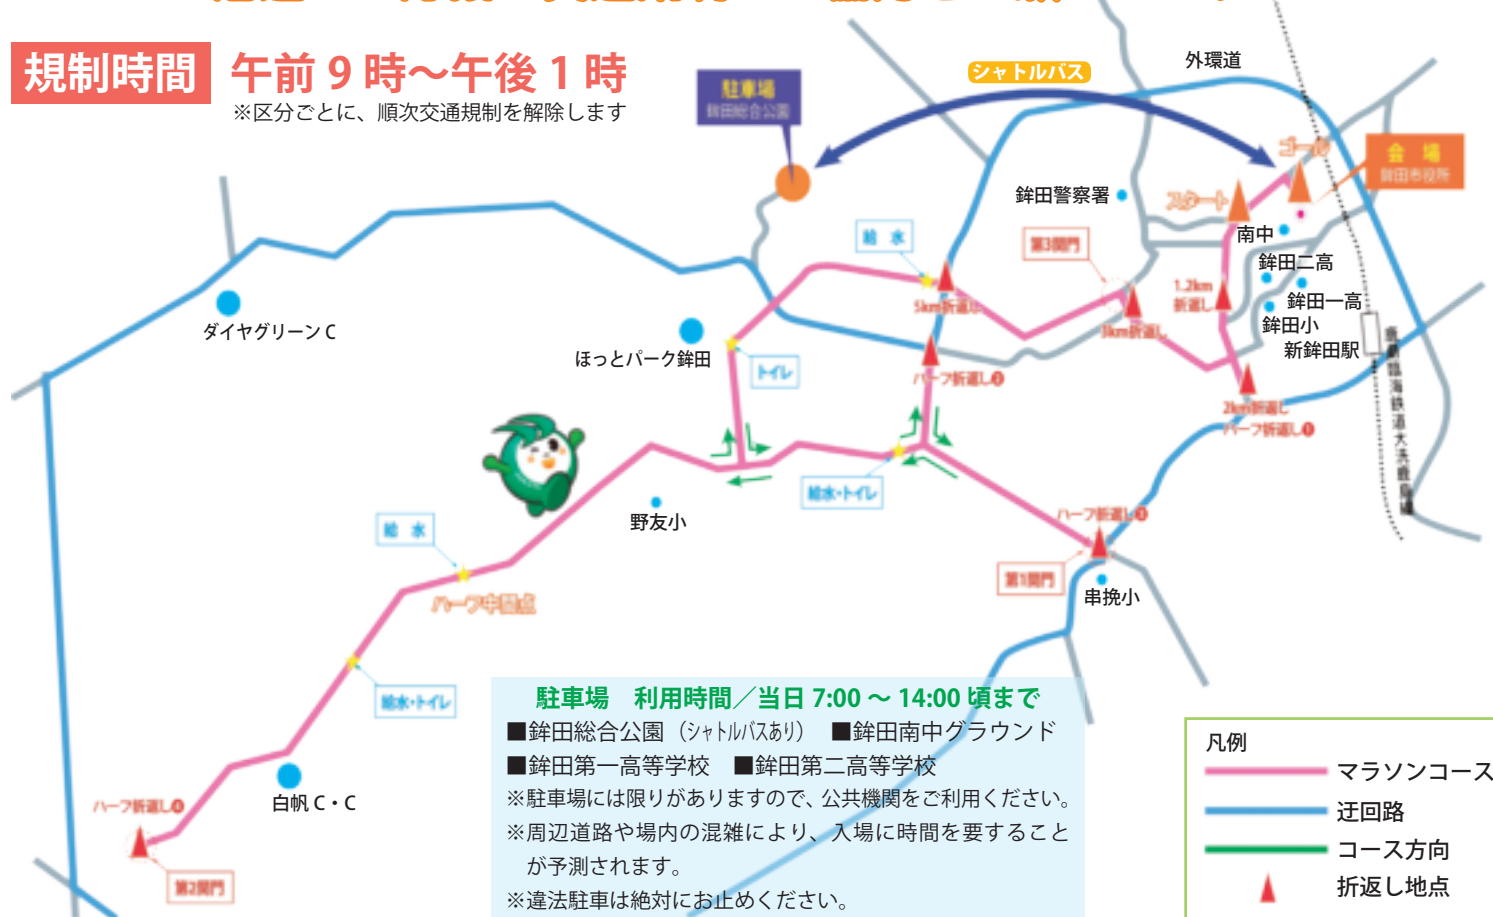 規制時間 午前 9 時～午後 1 時
※区分ごとに、順次交通規制を解除します
駐車場
鉾田総合公園
シャトルバス
外環道
ゴール
会 場
鉾田市役所
鉾田警察署
スタート
南中
給 水
第3関門
鉾田二高
1.2km
折返し
鉾田一高
5km折返し
3km折返し
鉾田小
新鉾田駅
鹿島臨海鉄道大洗鹿島線
ダイヤグリーン C
ほっとパーク鉾田
トイレ
ハーフ折返し❷
2km折返し
ハーフ折返し❶
給水・トイレ
野友小
ハーフ折返し❸
給 水
第1関門
串挽小
ハーフ中間点
給水・トイレ
白帆 C・C
ハーフ折返し❹
第2関門
駐車場 利用時間／当日 7:00 ～ 14:00 頃まで
■鉾田総合公園（シャトルバスあり） ■鉾田南中グラウンド
■鉾田第一高等学校 ■鉾田第二高等学校
※駐車場には限りがありますので、公共機関をご利用ください。
※周辺道路や場内の混雑により、入場に時間を要すること
が予測されます。
※違法駐車は絶対にお止めください。
凡例
マラソンコース
迂回路
コース方向
折返し地点